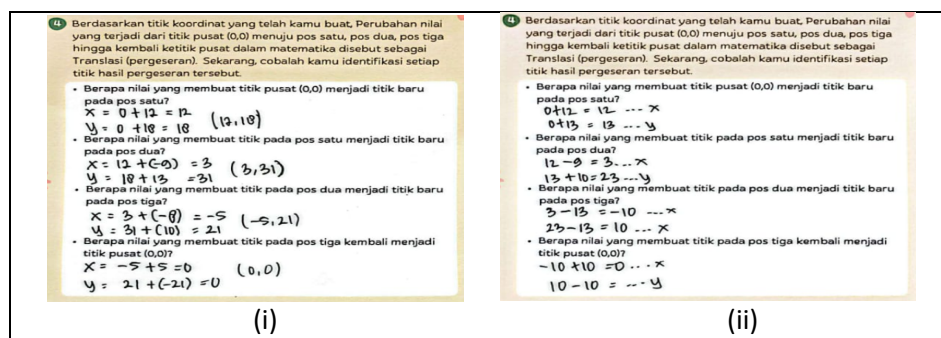 4 Berdasarkan titik koordinat yang telah kamu buat, Perubahan nilai
yang terjadi dari titik pusat (0,0) menuju pos satu, pos dua, pos tiga
hingga kembali ketitik pusat dalam matematika disebut sebagai
Translasi (pergeseran). Sekarang, cobalah kamu identifikasi setiap
titik hasil pergeseran tersebut.
• Berapa nilai yang membuat titik pusat (0,0) menjadi titik baru
pada pos satu?
x = 0 + 12 = 12
y = 0 + 18 = 18 (12,18)
• Berapa nilai yang membuat titik pada pos satu menjadi titik baru
pada pos dua?
x = 12 + (-9) = 3 (3,31)
y = 18 + 13 = 31
• Berapa nilai yang membuat titik pada pos dua menjadi titik baru
pada pos tiga?
x = 3 + (-8) = -5 (-5,21)
y = 31 + (10) = 21
• Berapa nilai yang membuat titik pada pos tiga kembali menjadi
titik pusat (0,0)?
x = -5 + 5 = 0 (0,0)
y = 21 + (-21) = 0
(i)
4 Berdasarkan titik koordinat yang telah kamu buat, Perubahan nilai
yang terjadi dari titik pusat (0,0) menuju pos satu, pos dua, pos tiga
hingga kembali ketitik pusat dalam matematika disebut sebagai
Translasi (pergeseran). Sekarang, cobalah kamu identifikasi setiap
titik hasil pergeseran tersebut.
• Berapa nilai yang membuat titik pusat (0,0) menjadi titik baru
pada pos satu?
0+12 = 12 --- x
0+13 = 13 --- y
• Berapa nilai yang membuat titik pada pos satu menjadi titik baru
pada pos dua?
12 - 9 = 3 --- x
13 + 10 = 23 --- y
• Berapa nilai yang membuat titik pada pos dua menjadi titik baru
pada pos tiga?
3 - 13 = -10 --- x
23 - 13 = 10 --- x
• Berapa nilai yang membuat titik pada pos tiga kembali menjadi
titik pusat (0,0)?
-10 + 10 = 0 --- x
10 - 10 = --- y
(ii)